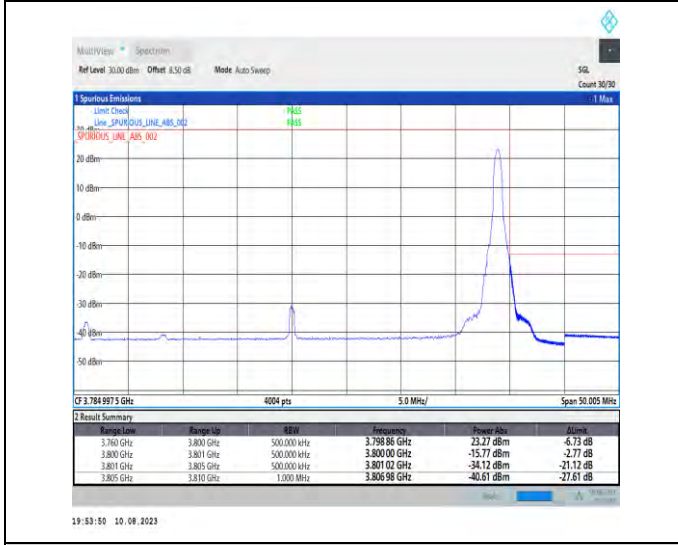 MultiView Spectrum
Ref Level 30.00 dBm Offset 8.50 dB Mode Auto Sweep SGL
Count 30/30
1 Spurious Emissions 1 Max
Limit Check PASS
Line _SPURIOUS_LINE_ABS_002 PASS
_SPURIOUS_LINE_ABS_002
20 dBm
10 dBm
0 dBm
-10 dBm
-20 dBm
-30 dBm
-40 dBm
-50 dBm
CF 3.784 997 5 GHz 4004 pts 5.0 MHz/ Span 50.005 MHz
2 Result Summary
Range Low Range Up RBW Frequency Power Abs ΔLimit
3.760 GHz 3.800 GHz 500.000 kHz 3.798 86 GHz 23.27 dBm -6.73 dB
3.800 GHz 3.801 GHz 500.000 kHz 3.800 00 GHz -15.77 dBm -2.77 dB
3.801 GHz 3.805 GHz 500.000 kHz 3.801 02 GHz -34.12 dBm -21.12 dB
3.805 GHz 3.810 GHz 1.000 MHz 3.806 98 GHz -40.61 dBm -27.61 dB
19:53:50 10.08.2023